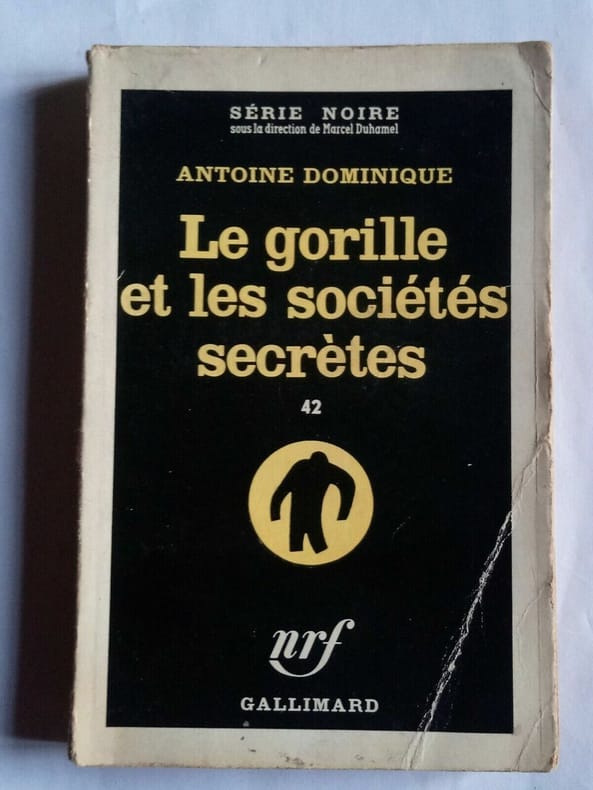 SÉRIE NOIRE
sous la direction de Marcel Duhamel
ANTOINE DOMINIQUE
Le gorille
et les sociétés
secrètes
42
nrf
GALLIMARD